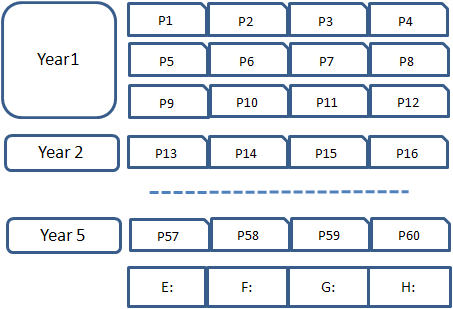 Year1
P1 P2 P3 P4
P5 P6 P7 P8
P9 P10 P11 P12
Year 2 P13 P14 P15 P16
Year 5 P57 P58 P59 P60
E: F: G: H: